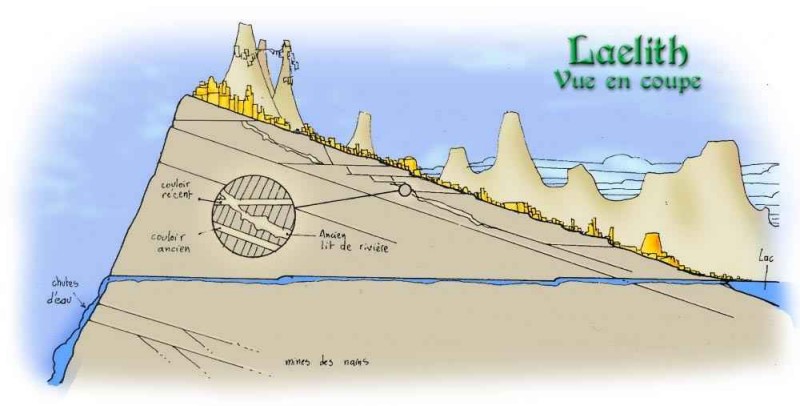 Laelith
Vue en coupe
couloir
récent
couloir
ancien
Ancien
lit de rivière
chutes
d'eau
Lac
mines des nains